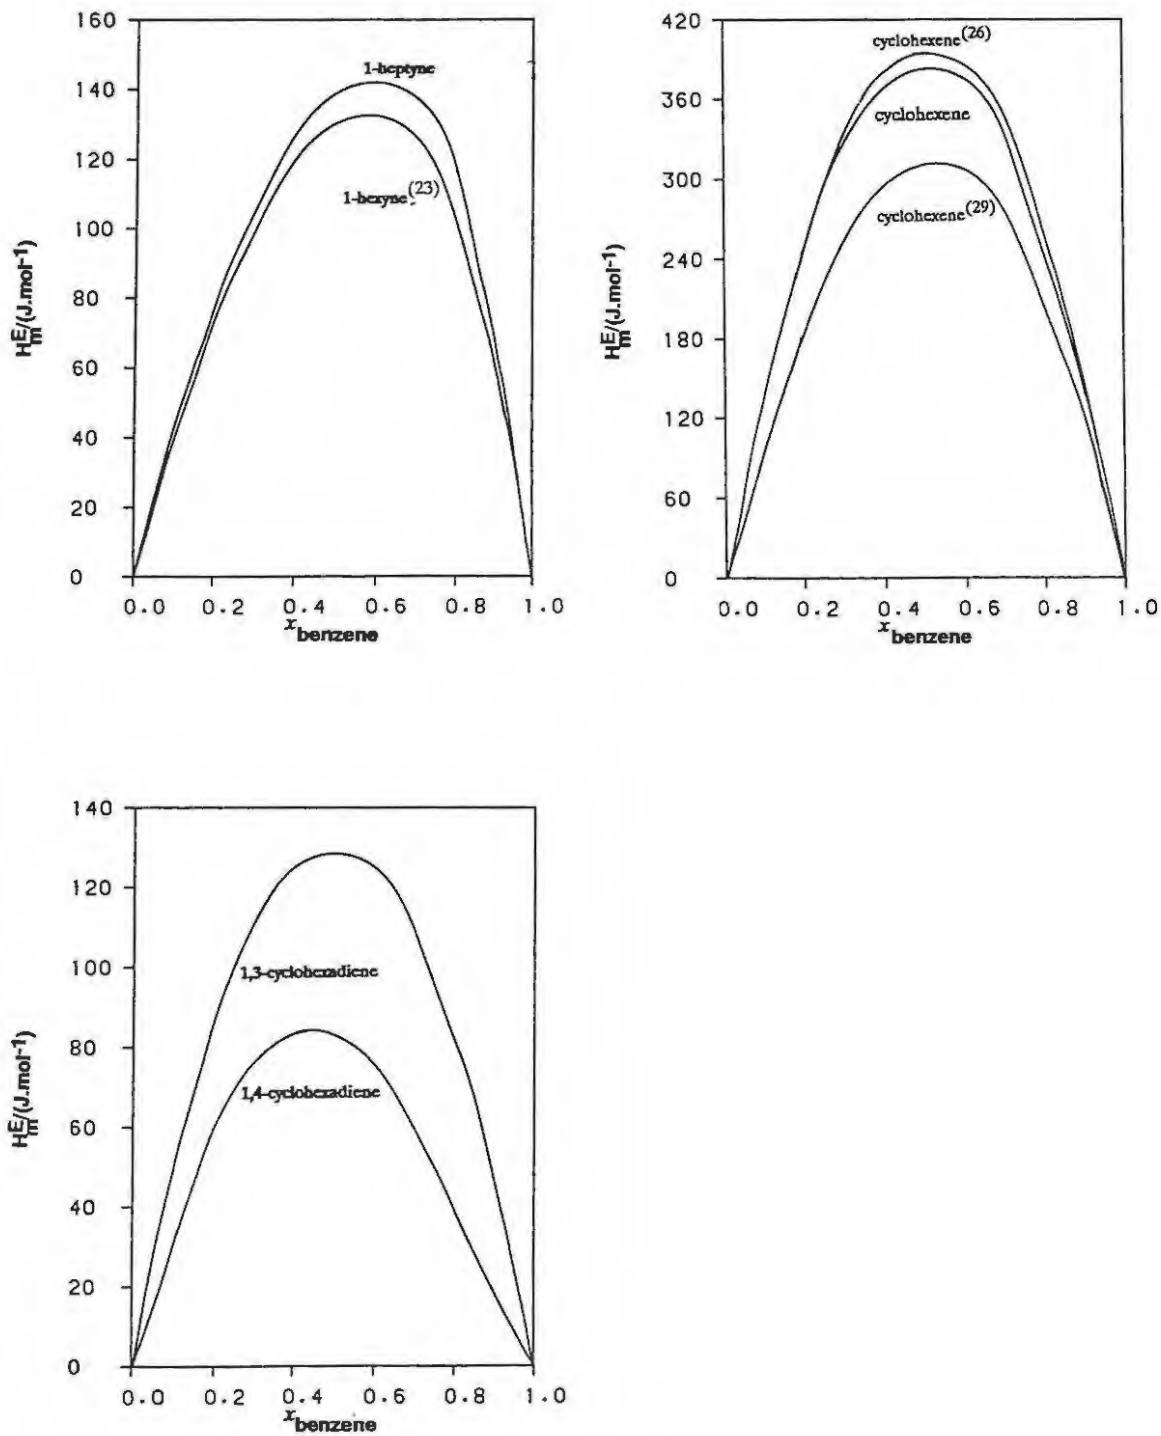 160
140
120
100
80
60
40
20
0
H_m^E/(J.mol-1)
1-heptyne
1-hexyne(23)
0.0 0.2 0.4 0.6 0.8 1.0
x benzene
420
360
300
240
180
120
60
0
H_m^E/(J.mol-1)
cyclohexene(26)
cyclohexene
cyclohexene(29)
0.0 0.2 0.4 0.6 0.8 1.0
x benzene
140
120
100
80
60
40
20
0
H_m^E/(J.mol-1)
1,3-cyclohexadiene
1,4-cyclohexadiene
0.0 0.2 0.4 0.6 0.8 1.0
x benzene